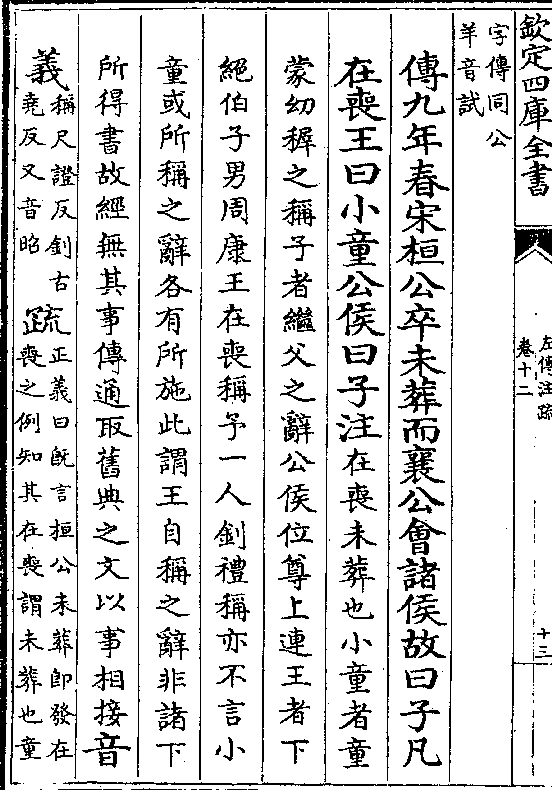 欽定四庫全書
左傳注疏
卷十二
十三
字傳同公
羊音試
傳九年春宋桓公卒未葬而襄公會諸侯故曰子凡
在喪王曰小童公侯曰子注在喪未葬也小童者童
蒙幼穉之稱子者繼父之辭公侯位尊上連王者下
絕伯子男周康王在喪稱予一人釗禮稱亦不言小
童或所稱之辭各有所施此謂王自稱之辭非諸下
所得書故經無其事傳通取舊典之文以事相接音
義稱尺證反釗古
堯反又音昭
疏正義曰既言桓公未葬即發在
喪之例知其在喪謂未葬也童